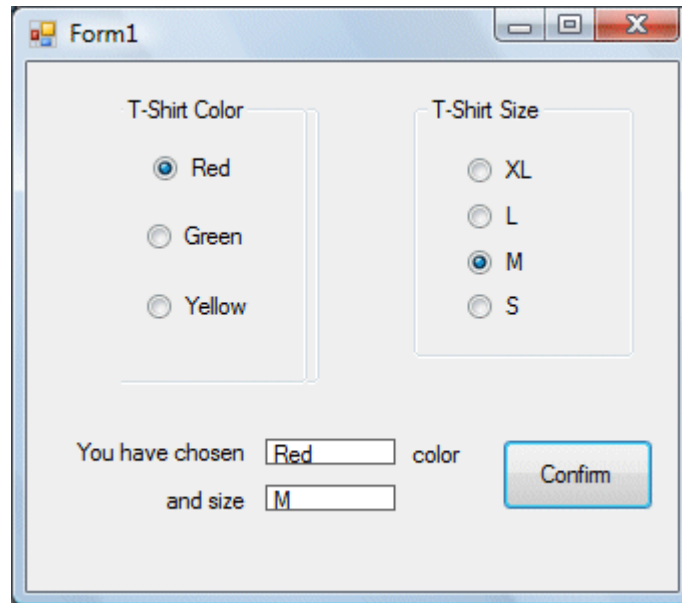 Form1
T-Shirt Color
Red
Green
Yellow
T-Shirt Size
XL
L
M
S
You have chosen Red color
and size M
Confirm